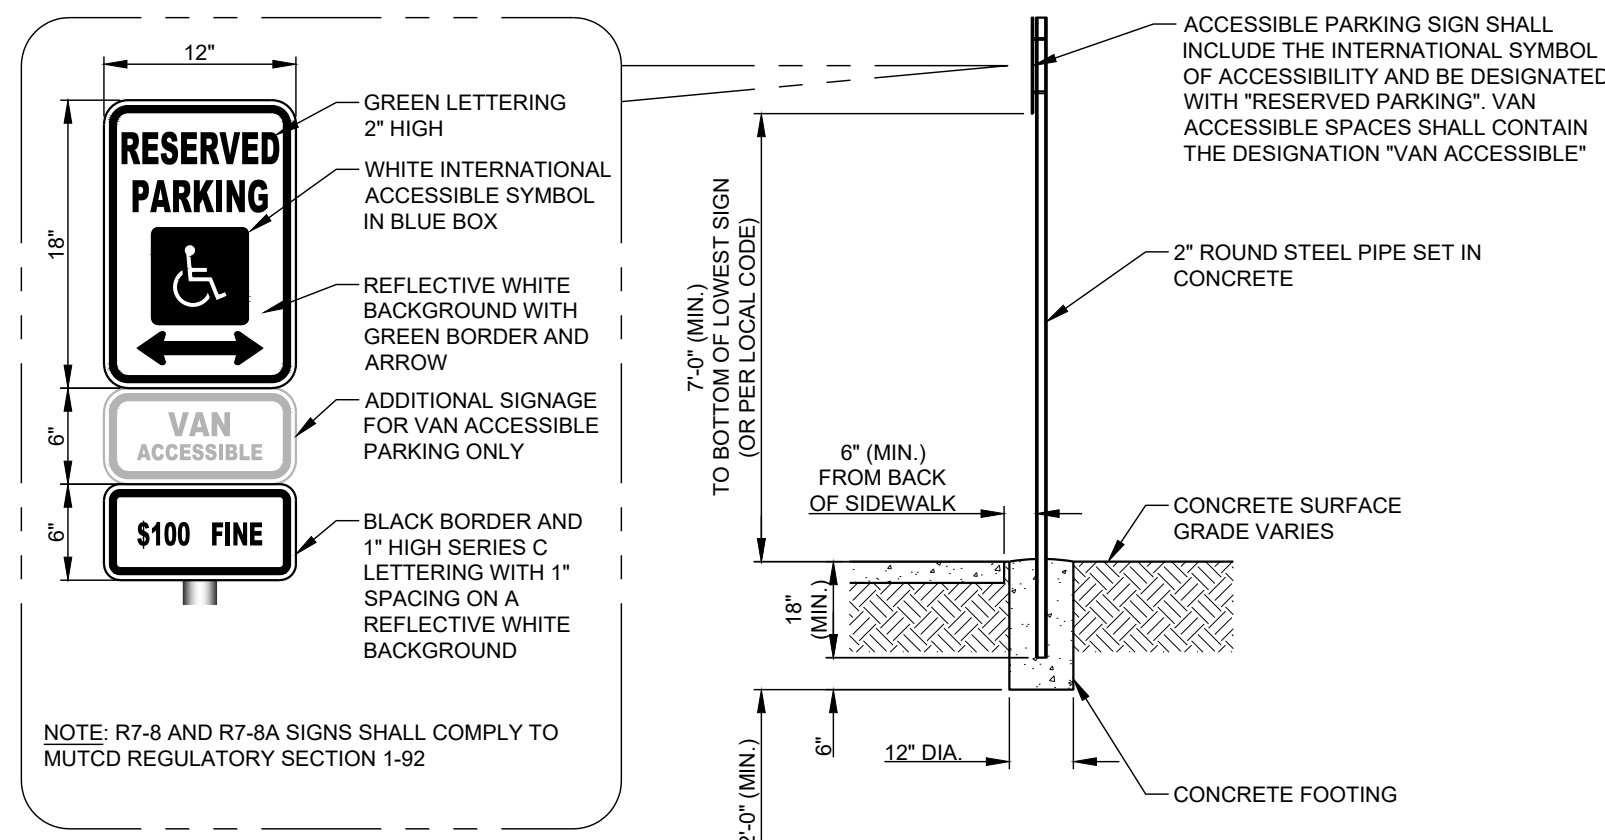 12"
18"
6"
6"
RESERVED
PARKING
VAN
ACCESSIBLE
$100 FINE
GREEN LETTERING
2" HIGH
WHITE INTERNATIONAL
ACCESSIBLE SYMBOL
IN BLUE BOX
REFLECTIVE WHITE
BACKGROUND WITH
GREEN BORDER AND
ARROW
ADDITIONAL SIGNAGE
FOR VAN ACCESSIBLE
PARKING ONLY
BLACK BORDER AND
1" HIGH SERIES C
LETTERING WITH 1"
SPACING ON A
REFLECTIVE WHITE
BACKGROUND
NOTE: R7-8 AND R7-8A SIGNS SHALL COMPLY TO
MUTCD REGULATORY SECTION 1-92
7'-0" (MIN.)
TO BOTTOM OF LOWEST SIGN
(OR PER LOCAL CODE)
6" (MIN.)
FROM BACK
OF SIDEWALK
18"
(MIN.)
6"
12" DIA.
2'-0" (MIN.)
ACCESSIBLE PARKING SIGN SHALL
INCLUDE THE INTERNATIONAL SYMBOL
OF ACCESSIBILITY AND BE DESIGNATED
WITH "RESERVED PARKING". VAN
ACCESSIBLE SPACES SHALL CONTAIN
THE DESIGNATION "VAN ACCESSIBLE"
2" ROUND STEEL PIPE SET IN
CONCRETE
CONCRETE SURFACE
GRADE VARIES
CONCRETE FOOTING